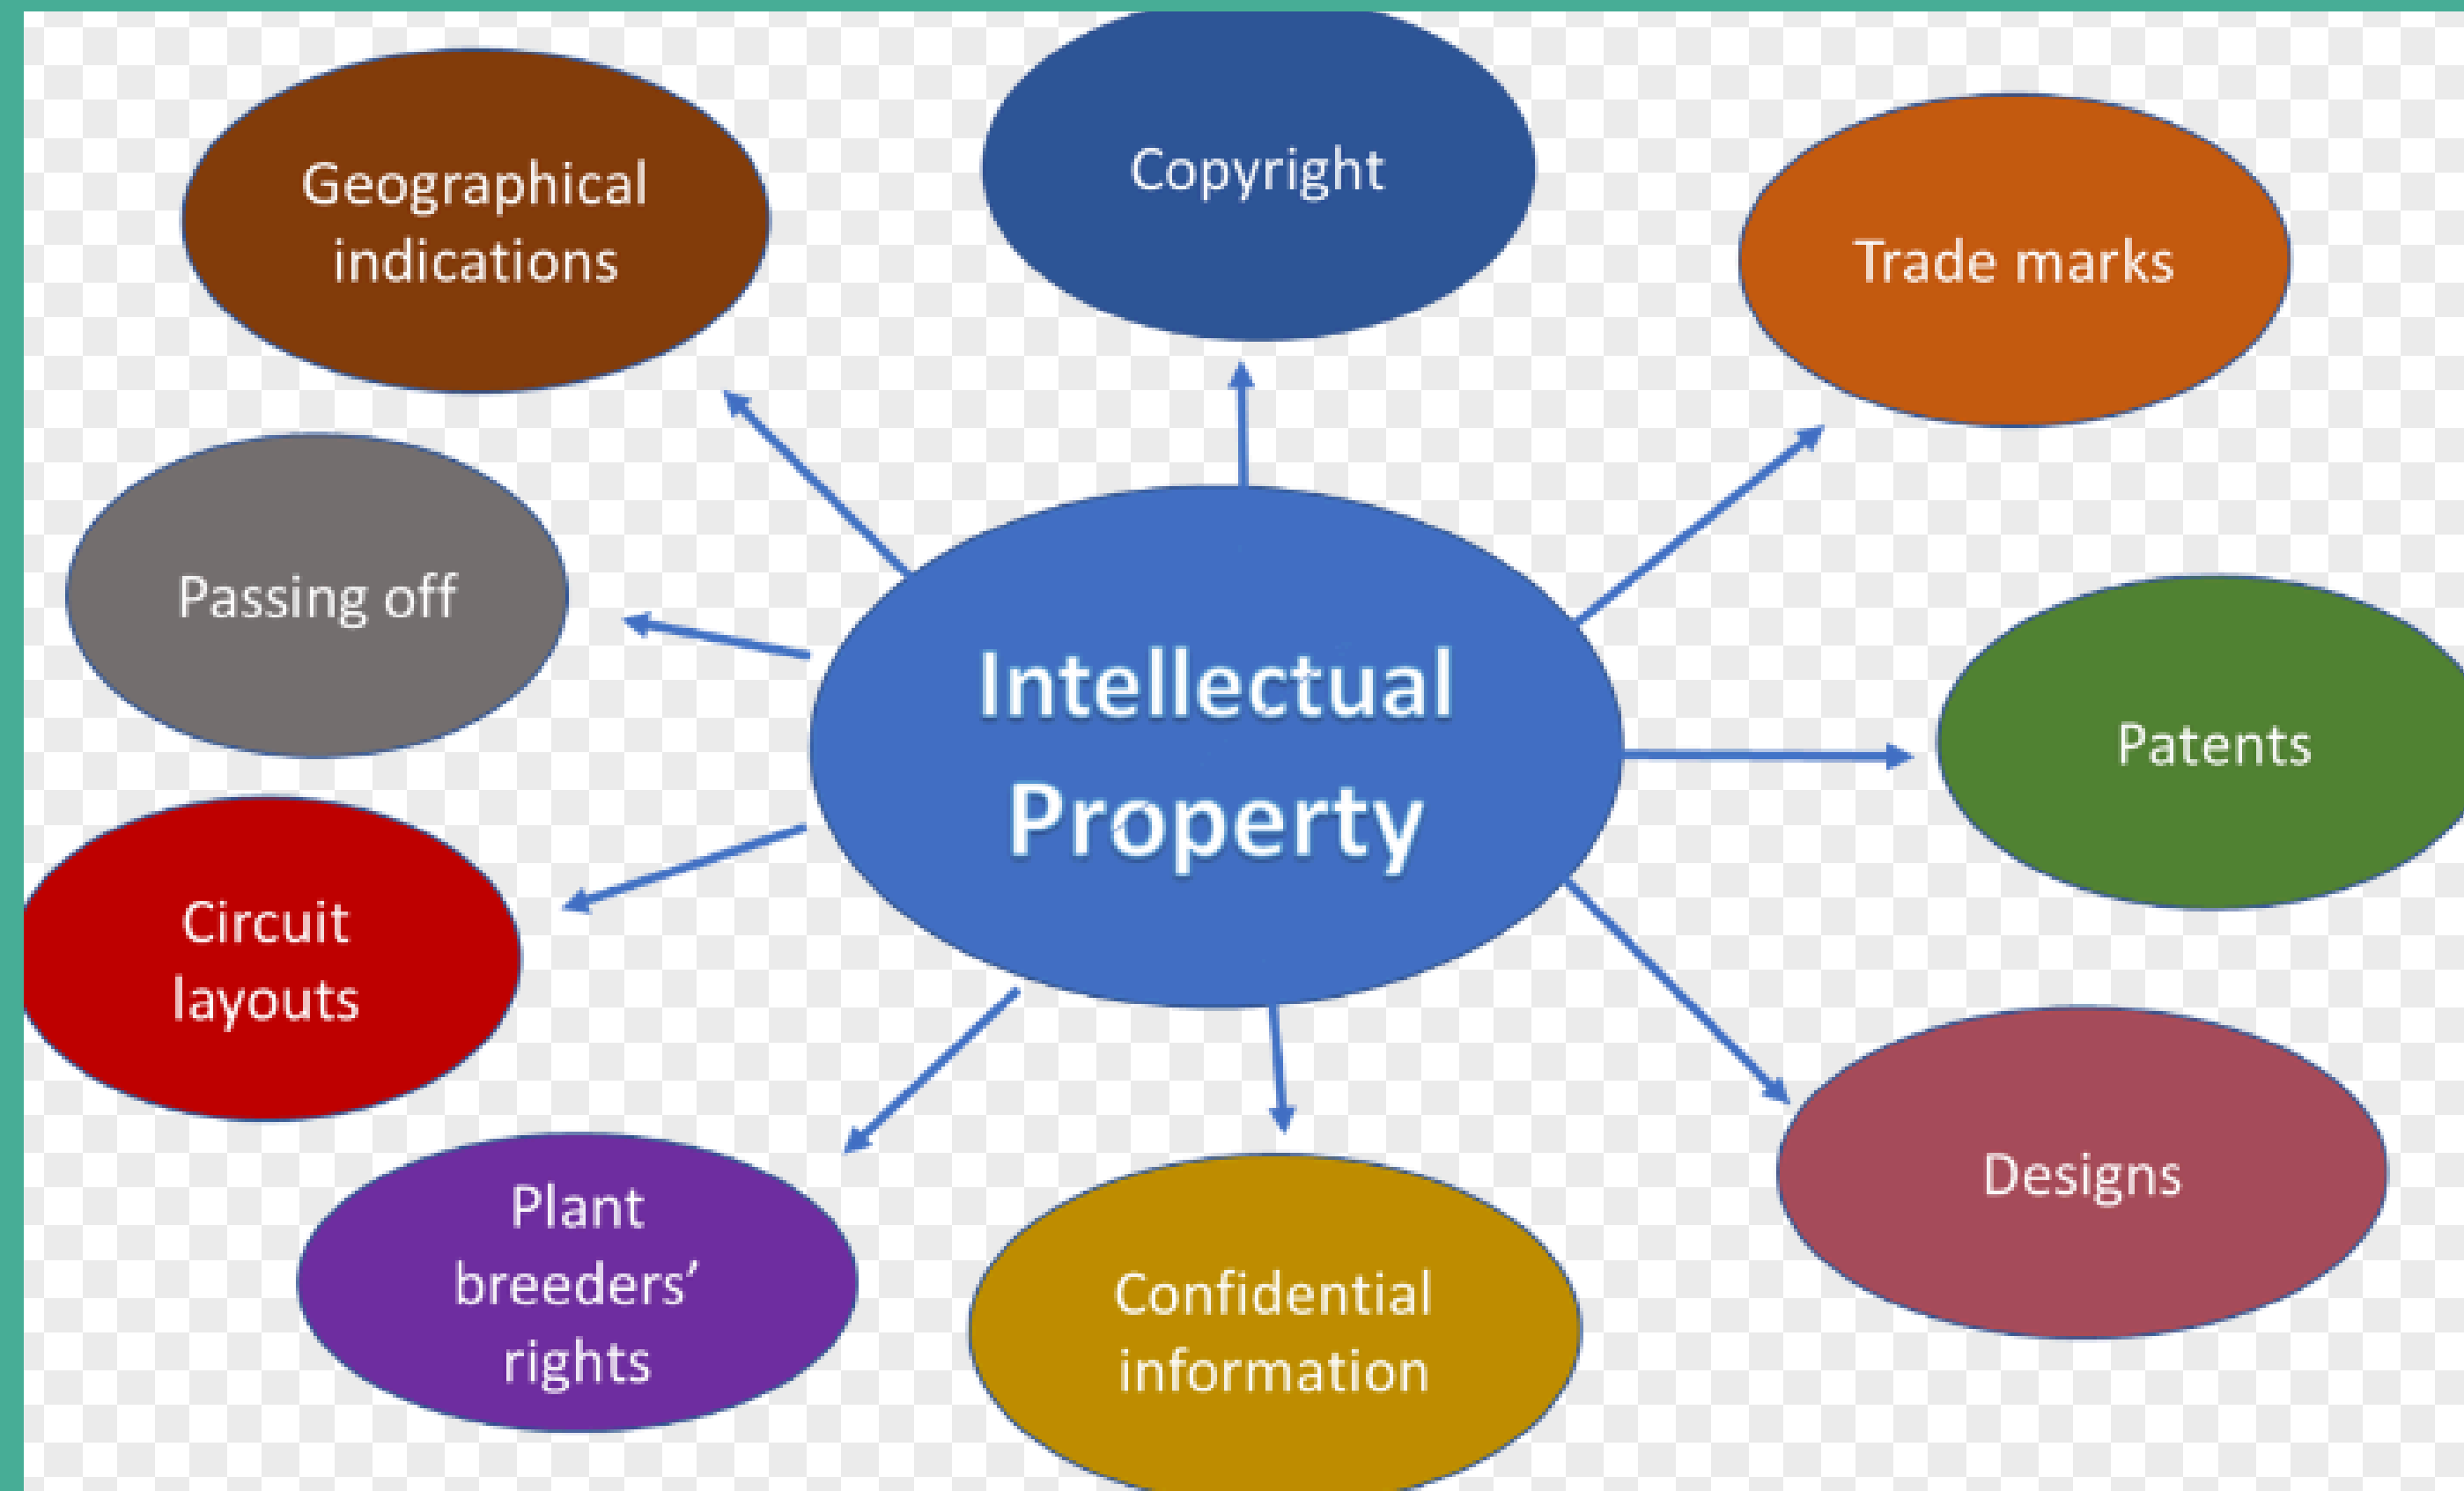 Geographical
indications
Copyright
Trade marks
Passing off
Intellectual
Property
Patents
Circuit
layouts
Designs
Plant
breeders’
rights
Confidential
information